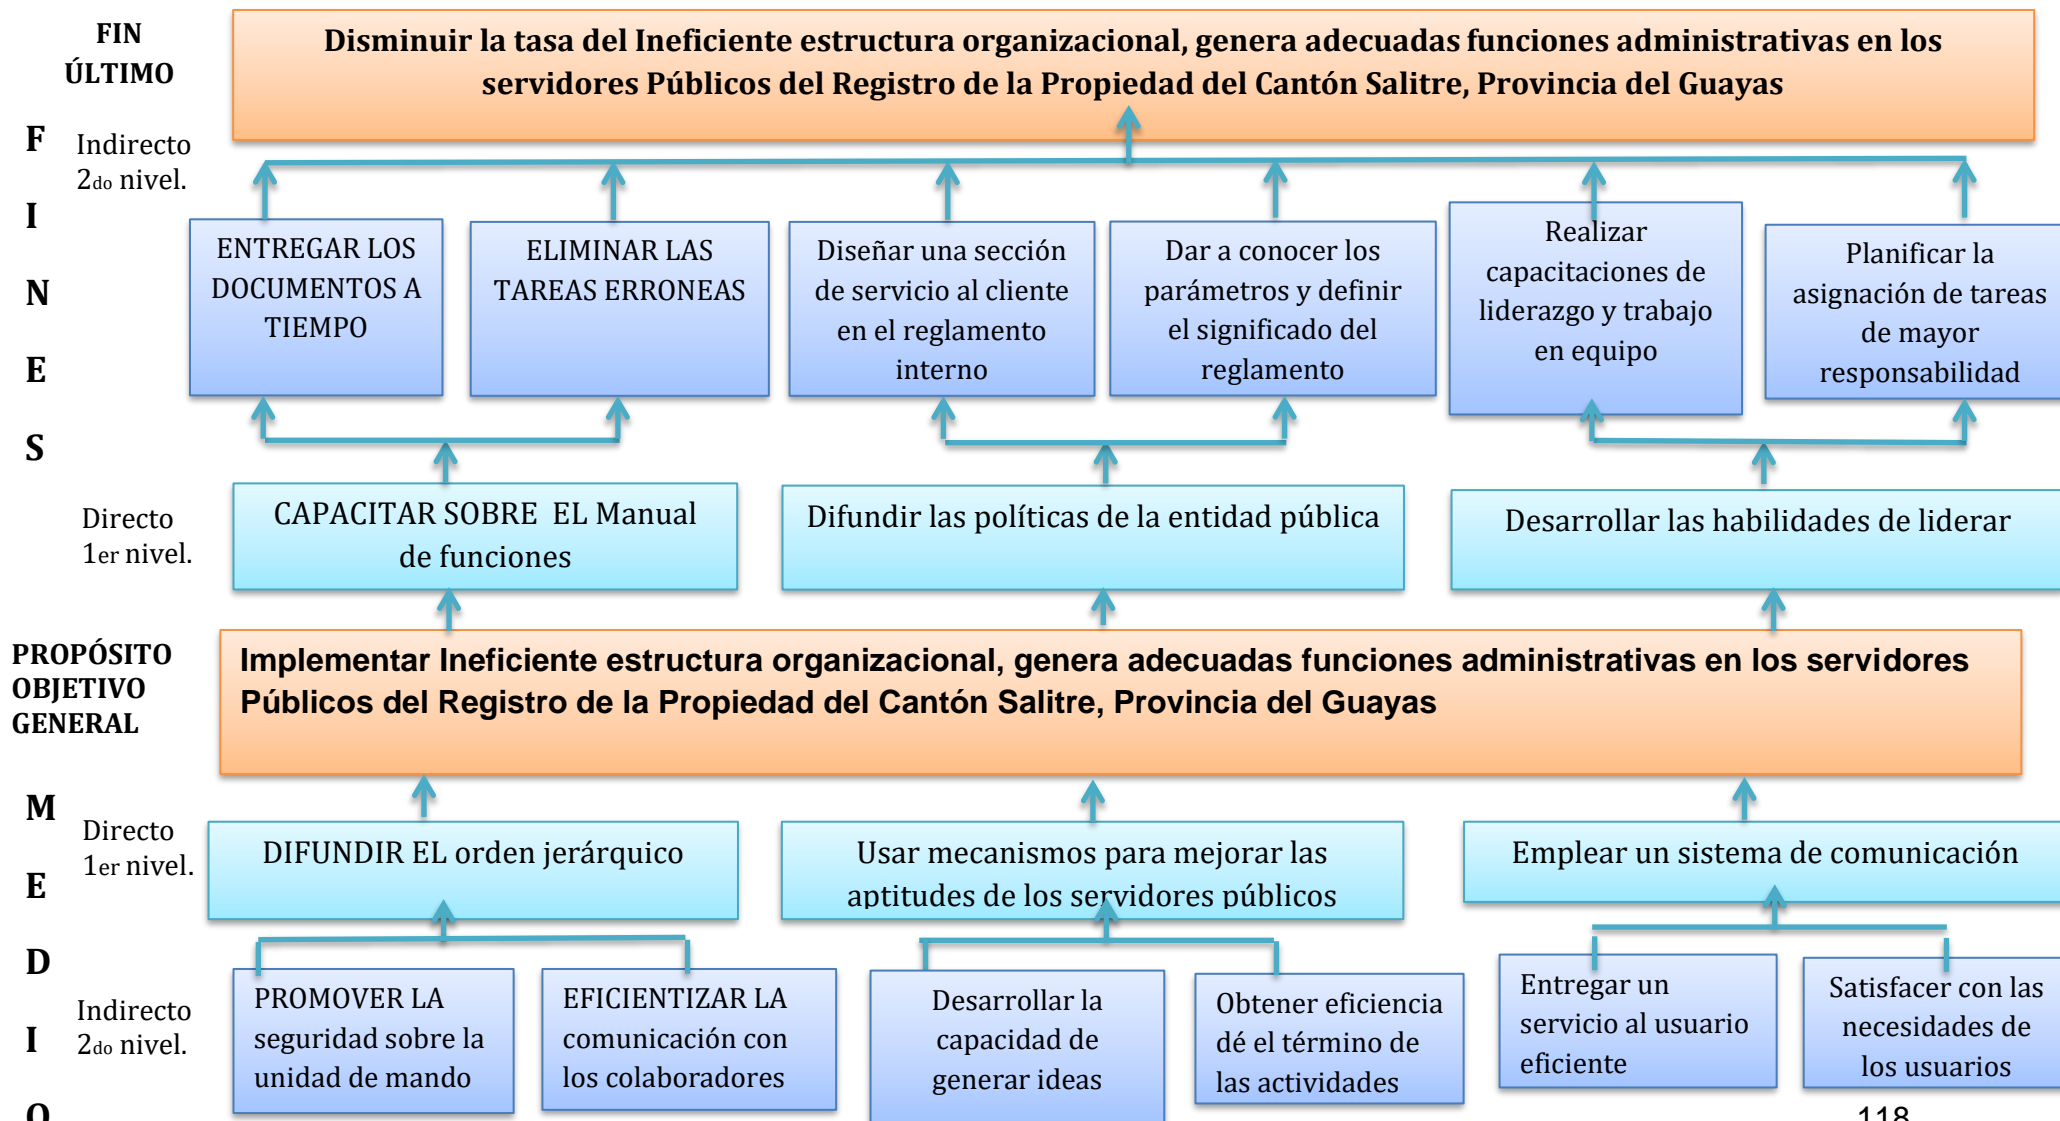 FIN
ÚLTIMO
Disminuir la tasa del Ineficiente estructura organizacional, genera adecuadas funciones administrativas en los
servidores Públicos del Registro de la Propiedad del Cantón Salitre, Provincia del Guayas
F
I
N
E
S
Indirecto
2do nivel.
ENTREGAR LOS
DOCUMENTOS A
TIEMPO
ELIMINAR LAS
TAREAS ERRONEAS
Diseñar una sección
de servicio al cliente
en el reglamento
interno
Dar a conocer los
parámetros y definir
el significado del
reglamento
Realizar
capacitaciones de
liderazgo y trabajo
en equipo
Planificar la
asignación de tareas
de mayor
responsabilidad
Directo
1er nivel.
CAPACITAR SOBRE  EL Manual
de funciones
Difundir las políticas de la entidad pública
Desarrollar las habilidades de liderar
PROPÓSITO
OBJETIVO
GENERAL
Implementar Ineficiente estructura organizacional, genera adecuadas funciones administrativas en los servidores
Públicos del Registro de la Propiedad del Cantón Salitre, Provincia del Guayas
M
E
D
I
O
Directo
1er nivel.
DIFUNDIR EL orden jerárquico
Usar mecanismos para mejorar las
aptitudes de los servidores públicos
Emplear un sistema de comunicación
Indirecto
2do nivel.
PROMOVER LA
seguridad sobre la
unidad de mando
EFICIENTIZAR LA
comunicación con
los colaboradores
Desarrollar la
capacidad de
generar ideas
Obtener eficiencia
dé el término de
las actividades
Entregar un
servicio al usuario
eficiente
Satisfacer con las
necesidades de
los usuarios
118